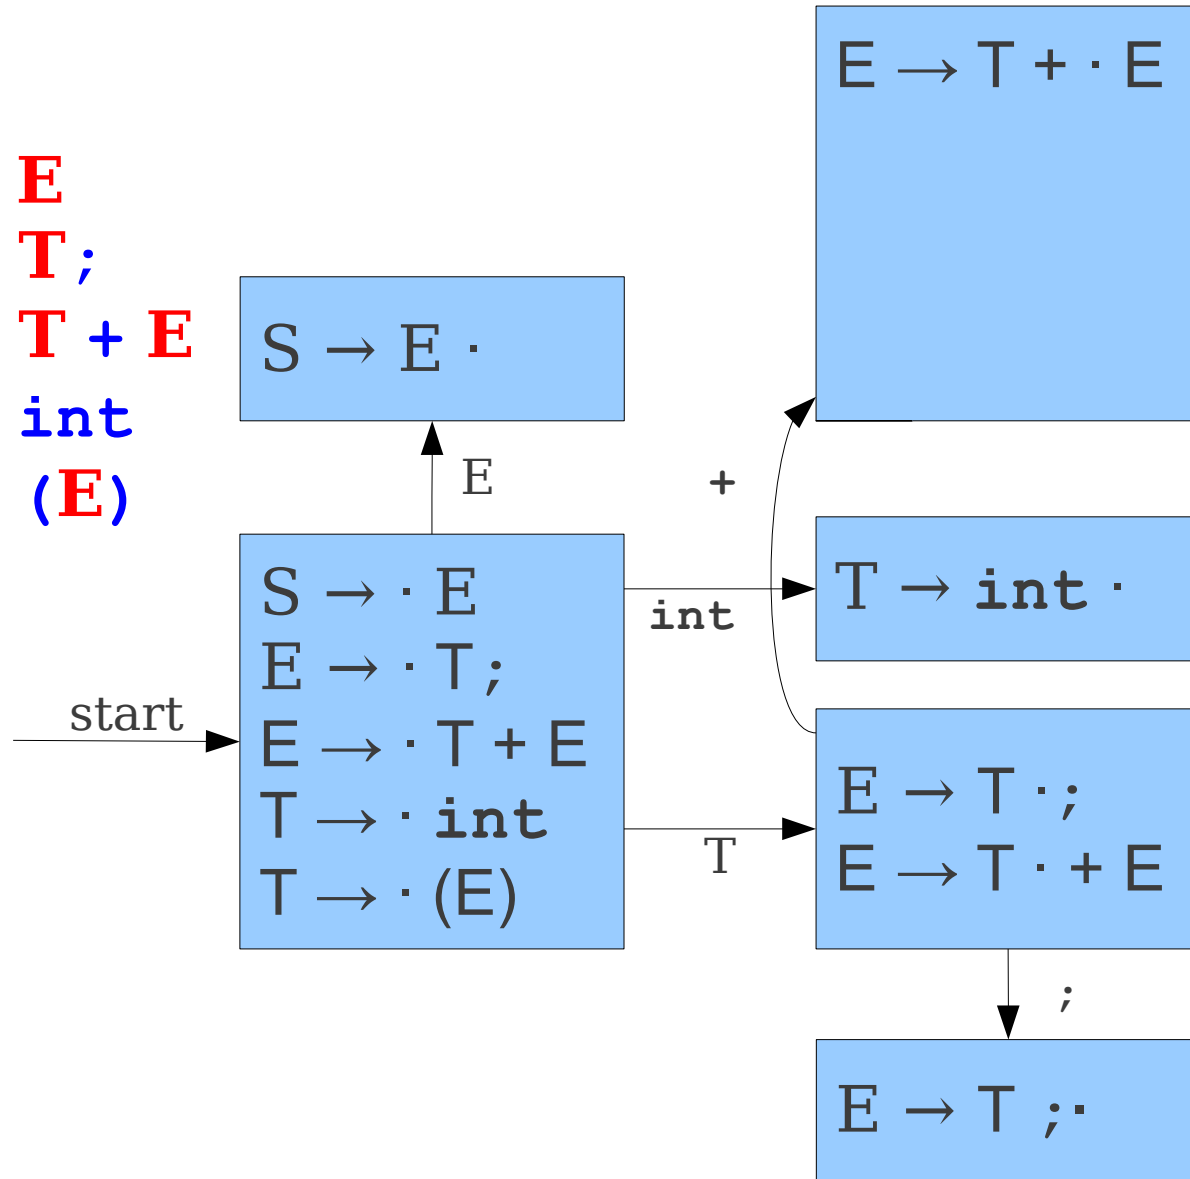 E
T ;
T + E
int
(E)
S → E ·
E
start
S → · E
E → · T ;
E → · T + E
T → · int
T → · (E)
+
int
T
E → T + · E
T → int ·
E → T · ;
E → T · + E
;
E → T ; ·